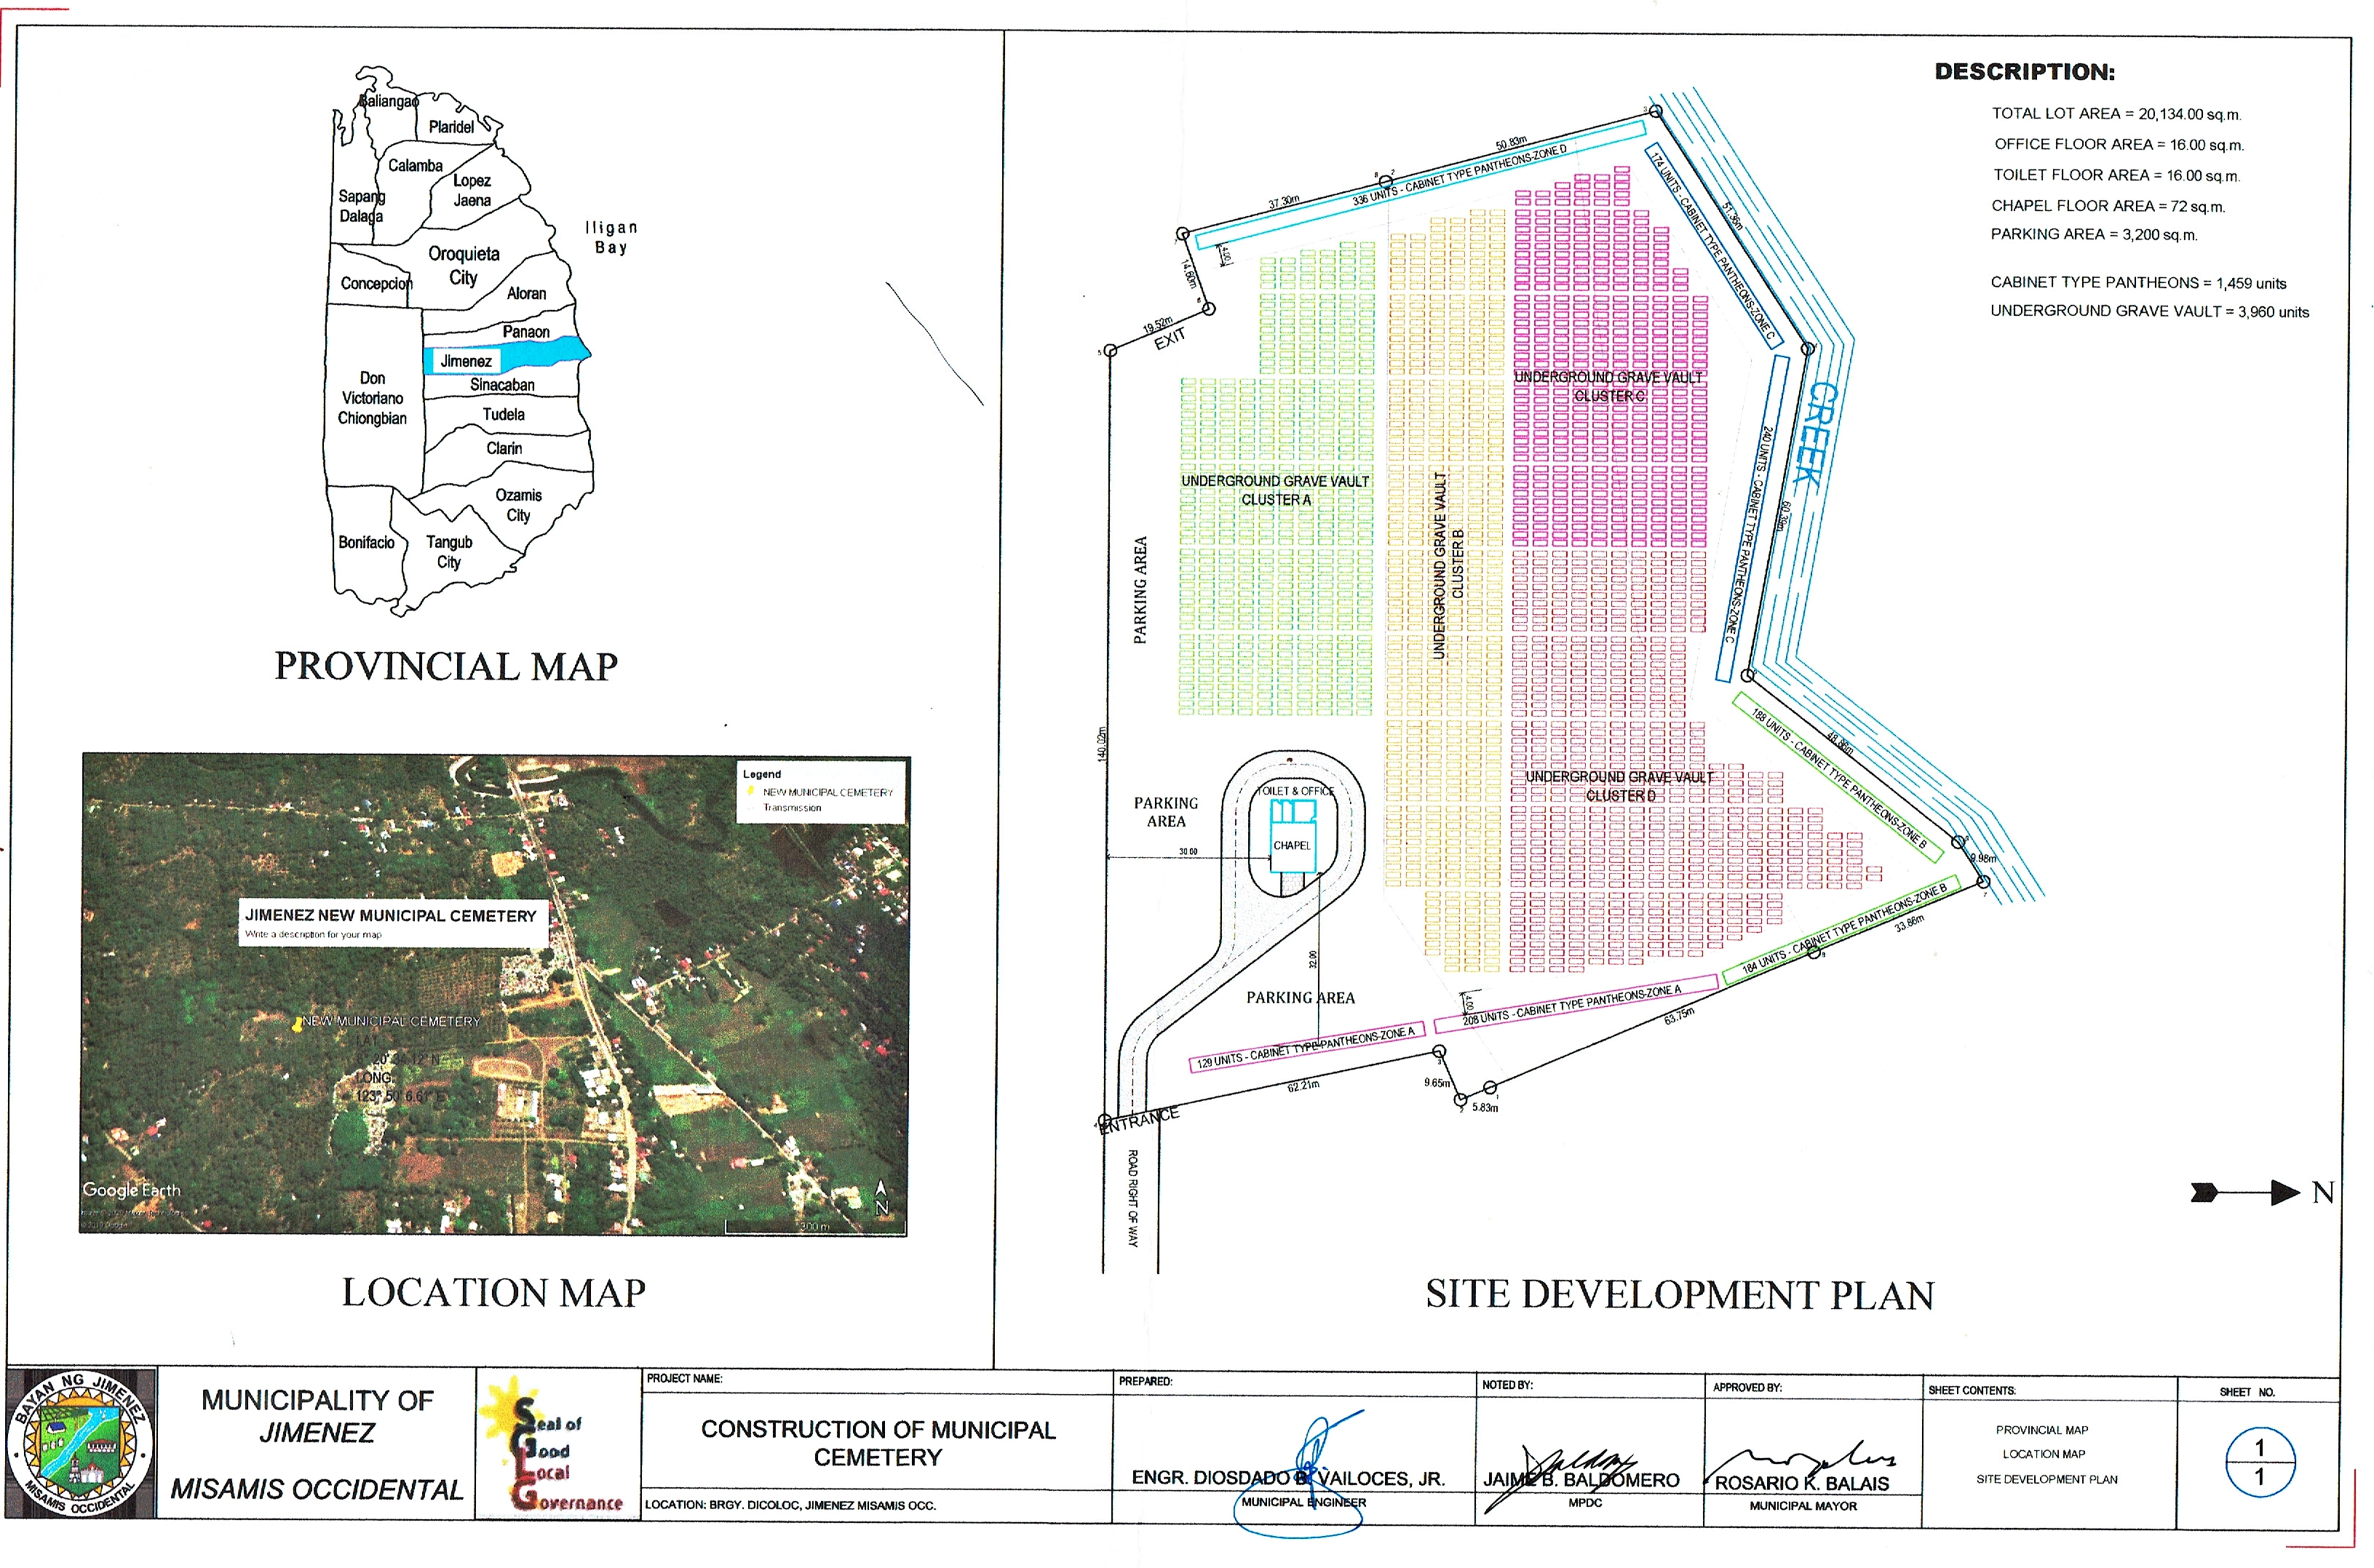 Baliangao
Plaridel
Calamba
Lopez
Jaena
Sapang
Dalaga
Iligan
Bay
Oroquieta
City
Concepcion
Aloran
Panaon
Jimenez
Sinacaban
Don
Victoriano
Chiongbian
Tudela
Clarin
Ozamis
City
Bonifacio
Tangub
City
PROVINCIAL MAP
Legend
NEW MUNICIPAL CEMETERY
Transmission
JIMENEZ NEW MUNICIPAL CEMETERY
Write a description for your map
NEW MUNICIPAL CEMETERY
LAT
LONG.
123° 50' 6.61" E
Google Earth
N
300 m
LOCATION MAP
DESCRIPTION:
TOTAL LOT AREA = 20,134.00 sq.m.
OFFICE FLOOR AREA = 16.00 sq.m.
TOILET FLOOR AREA = 16.00 sq.m.
CHAPEL FLOOR AREA = 72 sq.m.
PARKING AREA = 3,200 sq.m.
CABINET TYPE PANTHEONS = 1,459 units
UNDERGROUND GRAVE VAULT = 3,960 units
50.83m
37.30m
336 UNITS - CABINET TYPE PANTHEONS-ZONE D
4.00
14.60m
19.52m
EXIT
174 UNITS- CABINET TYPE PANTHEONS-ZONE C
51.36m
CREEK
240 UNITS - CABINET TYPE PANTHEONS-ZONE C
60.39m
UNDERGROUND GRAVE VAULT
CLUSTER C
UNDERGROUND GRAVE VAULT
CLUSTER A
UNDERGROUND GRAVE VAULT
CLUSTER B
PARKING AREA
140.02m
188 UNITS - CABINET TYPE PANTHEONS-ZONE B
48.86m
UNDERGROUND GRAVE VAULT
CLUSTER D
TOILET & OFFICE
CHAPEL
PARKING
AREA
30.00
32.00
9.98m
184 UNITS - CABINET TYPE PANTHEONS-ZONE B
33.86m
PARKING AREA
4.00
208 UNITS -CABINET TYPE PANTHEONS-ZONE A
63.75m
129 UNITS - CABINET TYPE PANTHEONS-ZONE A
62.21m
9.65m
5.83m
ENTRANCE
ROAD RIGHT OF WAY
N
SITE DEVELOPMENT PLAN
BAYAN NG JIMENEZ
MISAMIS OCCIDENTAL
MUNICIPALITY OF
JIMENEZ
MISAMIS OCCIDENTAL
Seal of
Good
Local
Governance
PROJECT NAME:
CONSTRUCTION OF MUNICIPAL
CEMETERY
LOCATION: BRGY. DICOLOC, JIMENEZ MISAMIS OCC.
PREPARED:
ENGR. DIOSDADO B. VAILOCES, JR.
MUNICIPAL ENGINEER
NOTED BY:
JAIME B. BALDOMERO
MPDC
APPROVED BY:
ROSARIO K. BALAIS
MUNICIPAL MAYOR
SHEET CONTENTS:
PROVINCIAL MAP
LOCATION MAP
SITE DEVELOPMENT PLAN
SHEET NO.
1
1